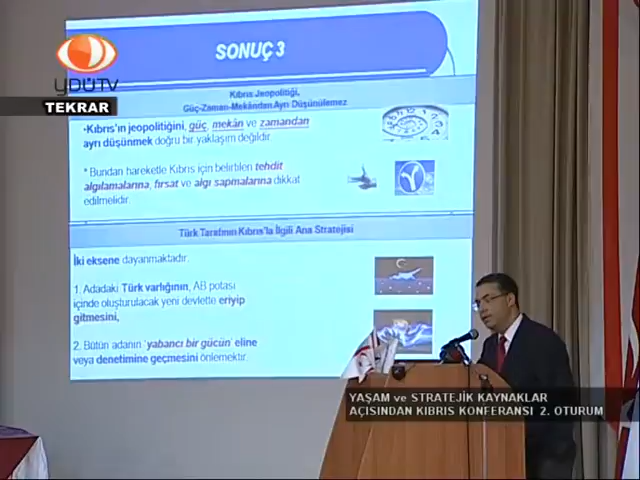 YDÜTV
TEKRAR
SONUÇ 3
Kıbrıs Jeopolitiği,
Güç-Zaman-Mekândan Ayrı Düşünülemez
•Kıbrıs'ın jeopolitiğini, güç, mekân ve zamandan
ayrı düşünmek doğru bir yaklaşım değildir.
* Bundan hareketle Kıbrıs için belirtilen tehdit
algılamalarına, fırsat ve algı sapmalarına dikkat
edilmelidir.
Türk Tarafının Kıbrıs'la İlgili Ana Stratejisi
İki eksene dayanmaktadır.
1. Adadaki Türk varlığının, AB potası
içinde oluşturulacak yeni devletle eriyip
gitmesini,
2. Bütün adanın 'yabancı bir gücün' eline
veya denetimine geçmesini önlemektir.
YAŞAM ve STRATEJİK KAYNAKLAR
AÇISINDAN KIBRIS KONFERANSI 2. OTURUM